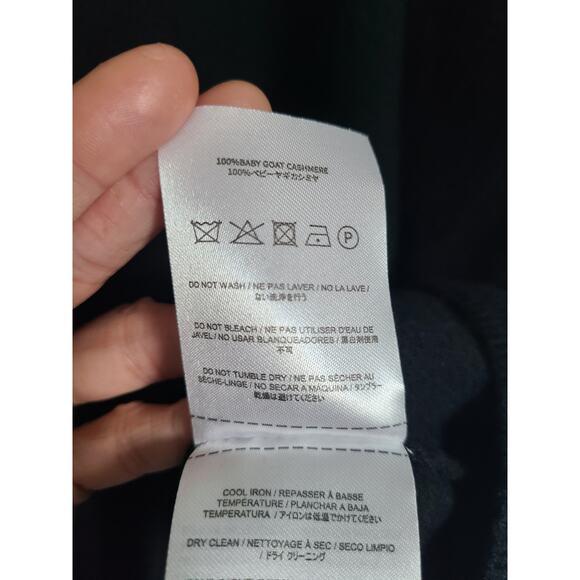 100%BABY GOAT CASHMERE
100%ベビーヤギカシミヤ
P
DO NOT WASH / NE PAS LAVER / NO LA LAVE /
ない洗浄を行う
DO NOT BLEACH / NE PAS UTILISER D'EAU DE
JAVEL / NO USAR BLANQUEADORES / 漂白剤使用
不可
DO NOT TUMBLE DRY / NE PAS SÉCHER AU
SÈCHE-LINGE / NO SECAR A MÁQUINA / タンブラー
乾燥は避けてください
COOL IRON / REPASSER À BASSE
TEMPÉRATURE / PLANCHAR A BAJA
TEMPERATURA / アイロンは低温でかけてください
DRY CLEAN / NETTOYAGE À SEC / SECO LIMPIO
/ ドライ クリーニング